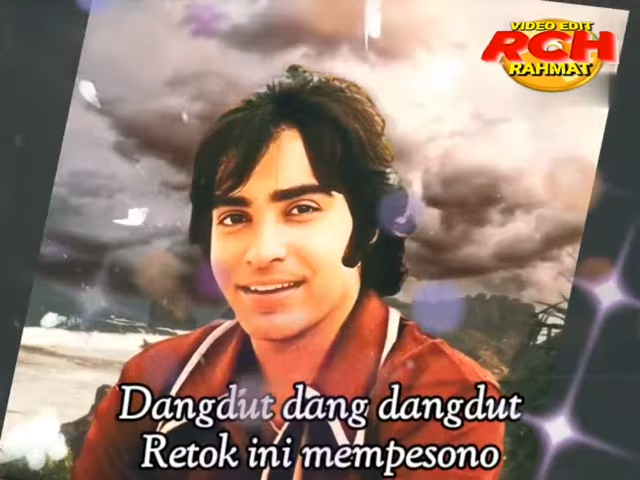 VIDEO EDIT
RCH
RAHMAT
Dangdut dang dangdut
Retok ini mempesono